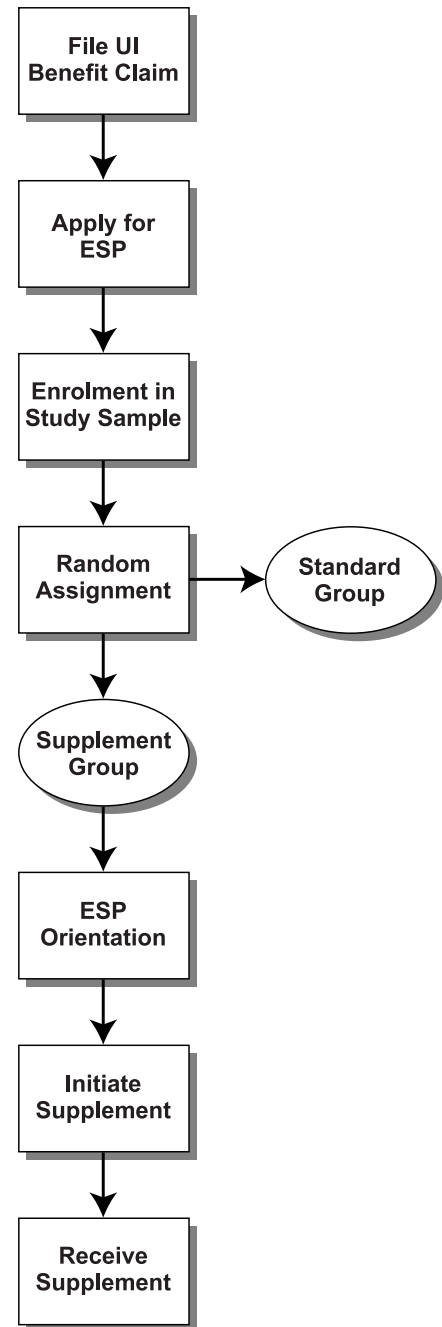 File UI
Benefit Claim
Apply for
ESP
Enrolment in
Study Sample
Random
Assignment
Standard
Group
Supplement
Group
ESP
Orientation
Initiate
Supplement
Receive
Supplement